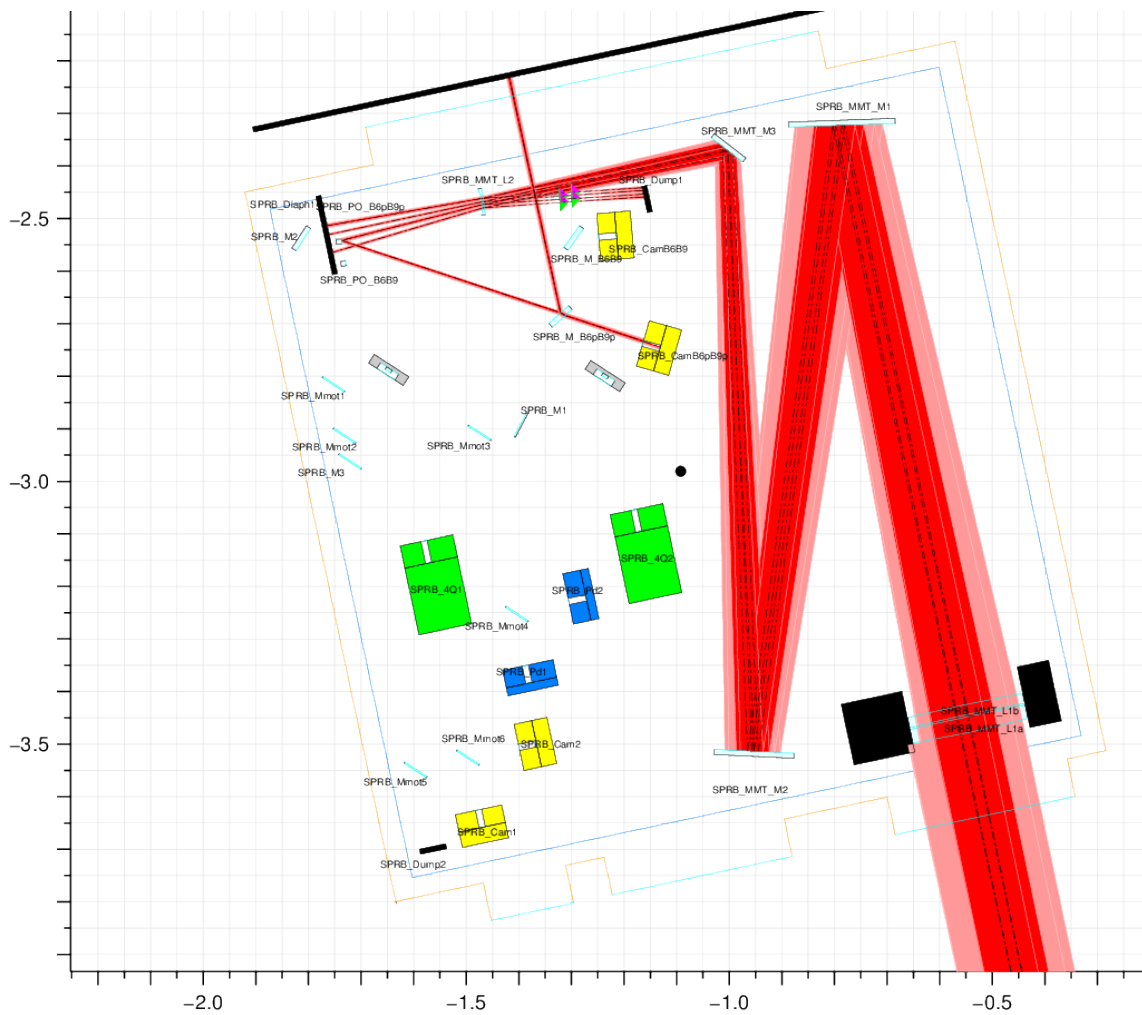 SPRB_MMT_M1
SPRB_MMT_M3
SPRB_MMT_L2
SPRB_Dump1
SPRB_Diaph1
SPRB_PO_B6pB9p
−2.5
SPRB_M2
SPRB_CamB6B9
SPRB_M_B6B9
SPRB_PO_B6B9
SPRB_M_B6pB9p
SPRB_CamB6pB9p
SPRB_Mmot1
SPRB_M1
SPRB_Mmot2
SPRB_Mmot3
SPRB_M3
−3.0
SPRB_4Q2
SPRB_4Q1
SPRB_Pd2
SPRB_Mmot4
SPRB_Pd1
SPRB_MMT_L1b
SPRB_MMT_L1a
−3.5
SPRB_Mmot6
SPRB_Cam2
SPRB_Mmot5
SPRB_MMT_M2
SPRB_Cam1
SPRB_Dump2
−2.0 −1.5 −1.0 −0.5